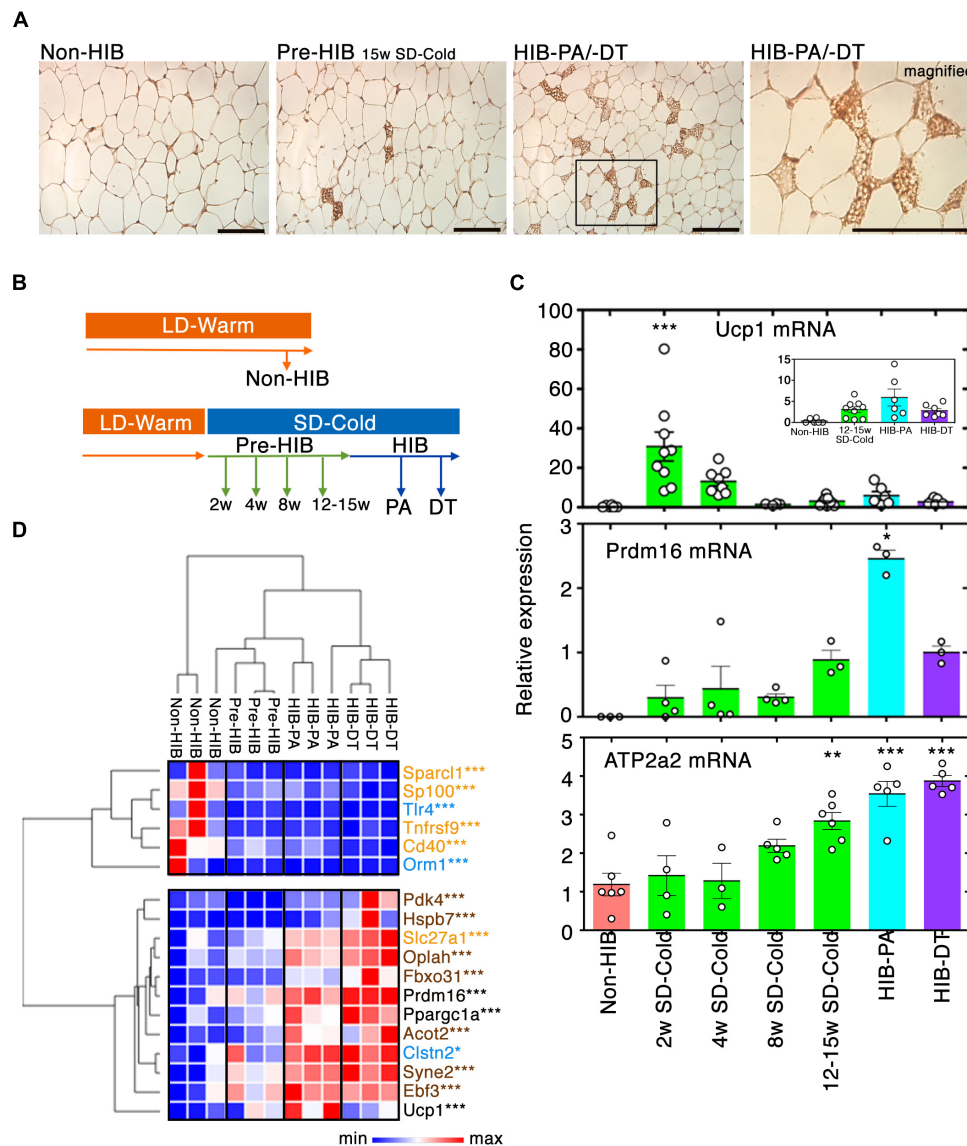 A
Non-HIB
Pre-HIB 15w SD-Cold
HIB-PA/-DT
HIB-PA/-DT
magnified
B
LD-Warm
Non-HIB
LD-Warm
SD-Cold
Pre-HIB
HIB
2w
4w
8w
12-15w
PA
DT
C
Relative expression
Ucp1 mRNA
100
80
60
40
20
0
***
15
10
5
0
Non-HIB
12-15w SD-Cold
HIB-PA
HIB-DT
Prdm16 mRNA
3
2
1
0
*
ATP2a2 mRNA
5
4
3
2
1
0
**
***
***
Non-HIB
2w SD-Cold
4w SD-Cold
8w SD-Cold
12-15w SD-Cold
HIB-PA
HIB-DT
D
Non-HIB
Non-HIB
Non-HIB
Pre-HIB
Pre-HIB
Pre-HIB
HIB-PA
HIB-PA
HIB-PA
HIB-DT
HIB-DT
HIB-DT
Sparcl1***
Sp100***
Tlr4***
Tnfrsf9***
Cd40***
Orm1***
Pdk4***
Hspb7***
Slc27a1***
Oplah***
Fbxo31***
Prdm16***
Ppargc1a***
Acot2***
Clstn2*
Syne2***
Ebf3***
Ucp1***
min
max